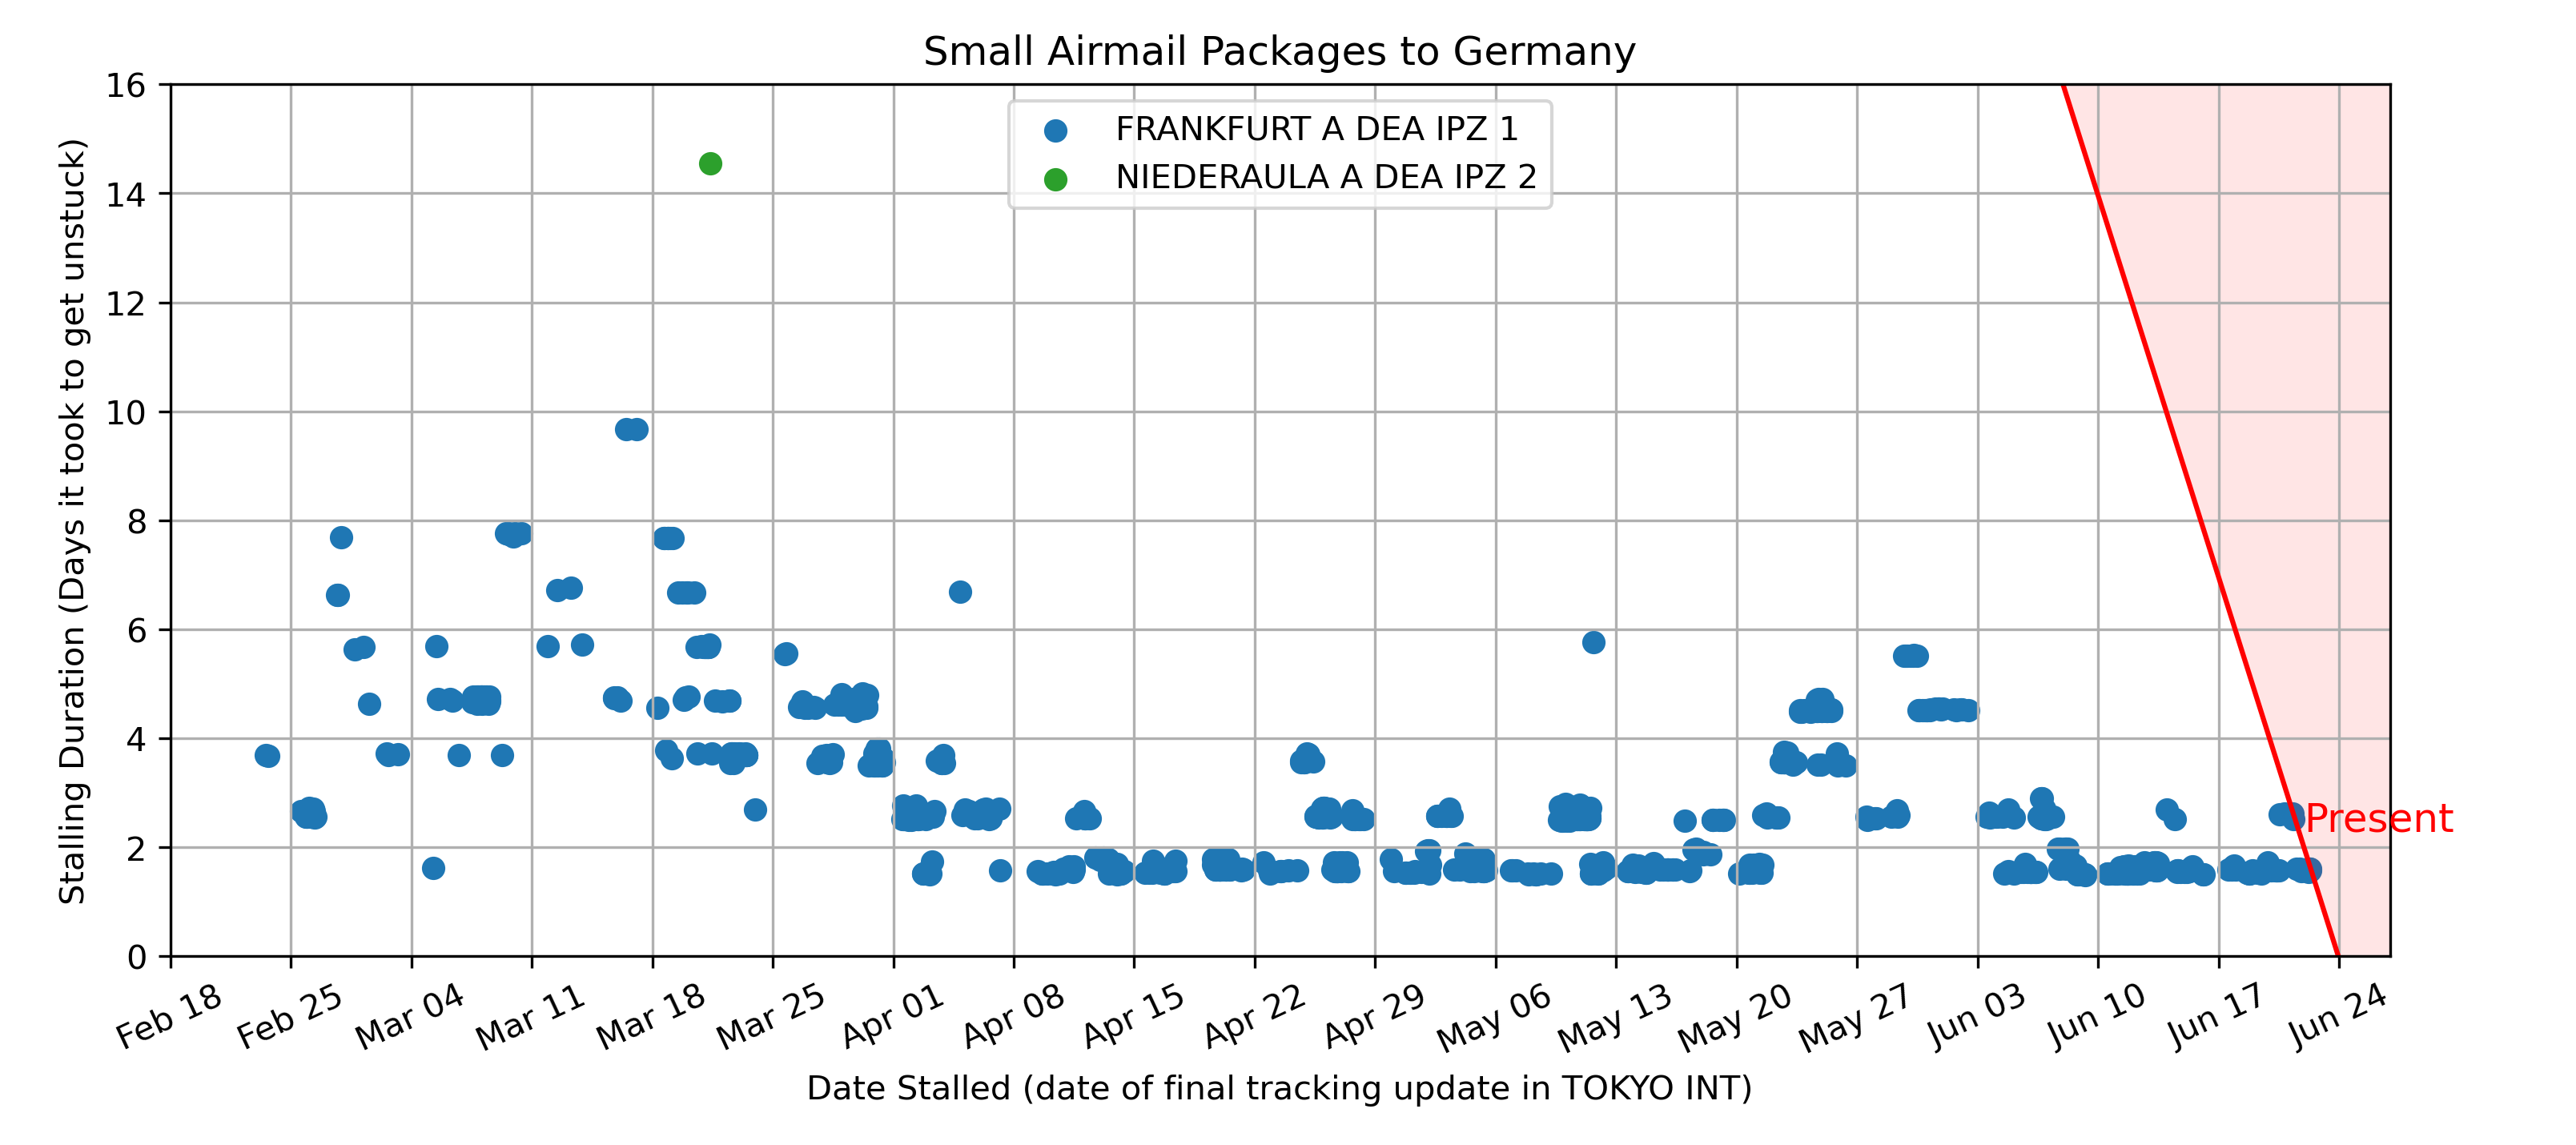 Small Airmail Packages to Germany
16
14
12
10
8
6
4
2
0
Stalling Duration (Days it took to get unstuck)
FRANKFURT A DEA IPZ 1
NIEDERAULA A DEA IPZ 2
Present
Feb 18
Feb 25
Mar 04
Mar 11
Mar 18
Mar 25
Apr 01
Apr 08
Apr 15
Apr 22
Apr 29
May 06
May 13
May 20
May 27
Jun 03
Jun 10
Jun 17
Jun 24
Date Stalled (date of final tracking update in TOKYO INT)